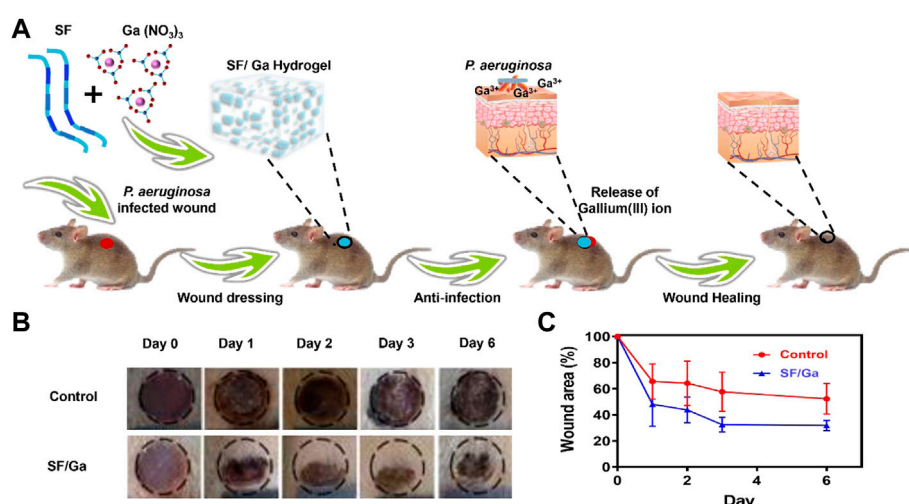 A
SF
Ga (NO₃)₃
+
SF/ Ga Hydrogel
P. aeruginosa
Ga³⁺ Ga³⁺ Ga³⁺
P. aeruginosa
infected wound
Release of
Gallium(III) ion
Wound dressing
Anti-infection
Wound Healing
B
Day 0 Day 1 Day 2 Day 3 Day 6
Control
SF/Ga
C
Wound area (%)
100
80
60
40
20
0
0 2 4 6
Control
SF/Ga
Day